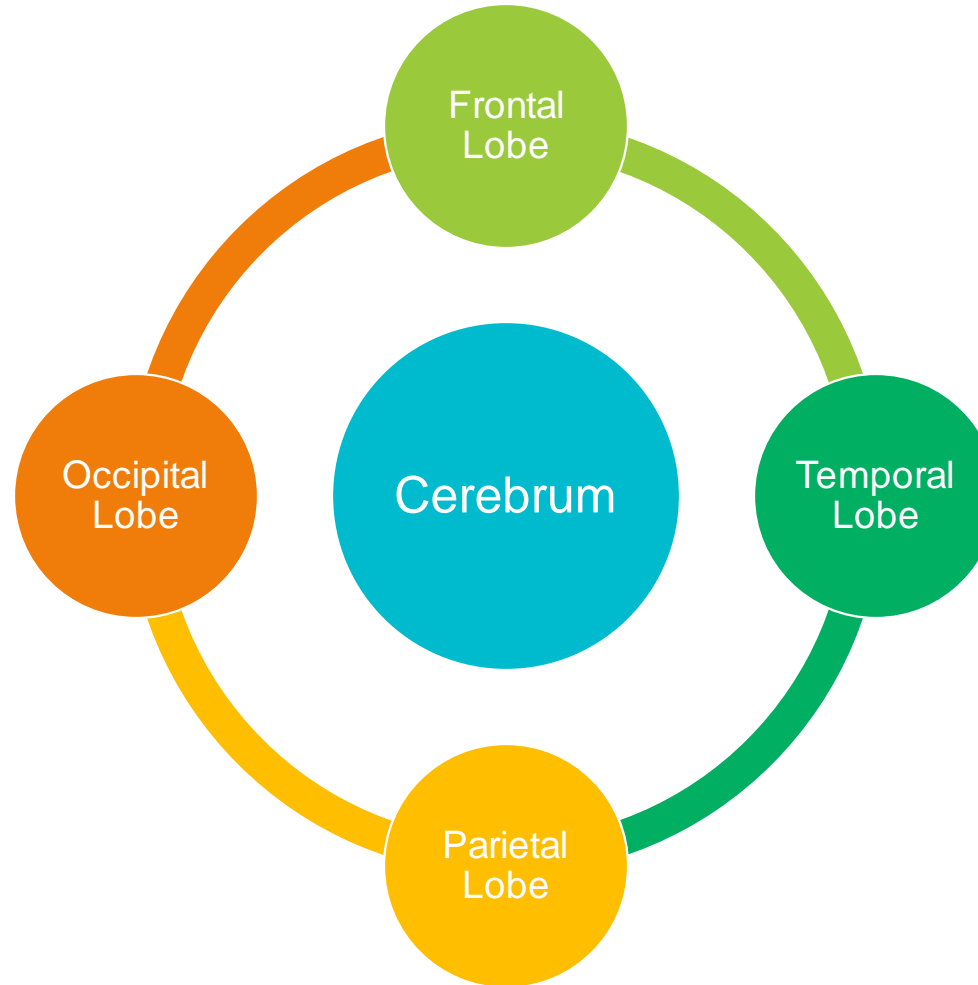 Frontal
Lobe
Occipital
Lobe
Cerebrum
Temporal
Lobe
Parietal
Lobe